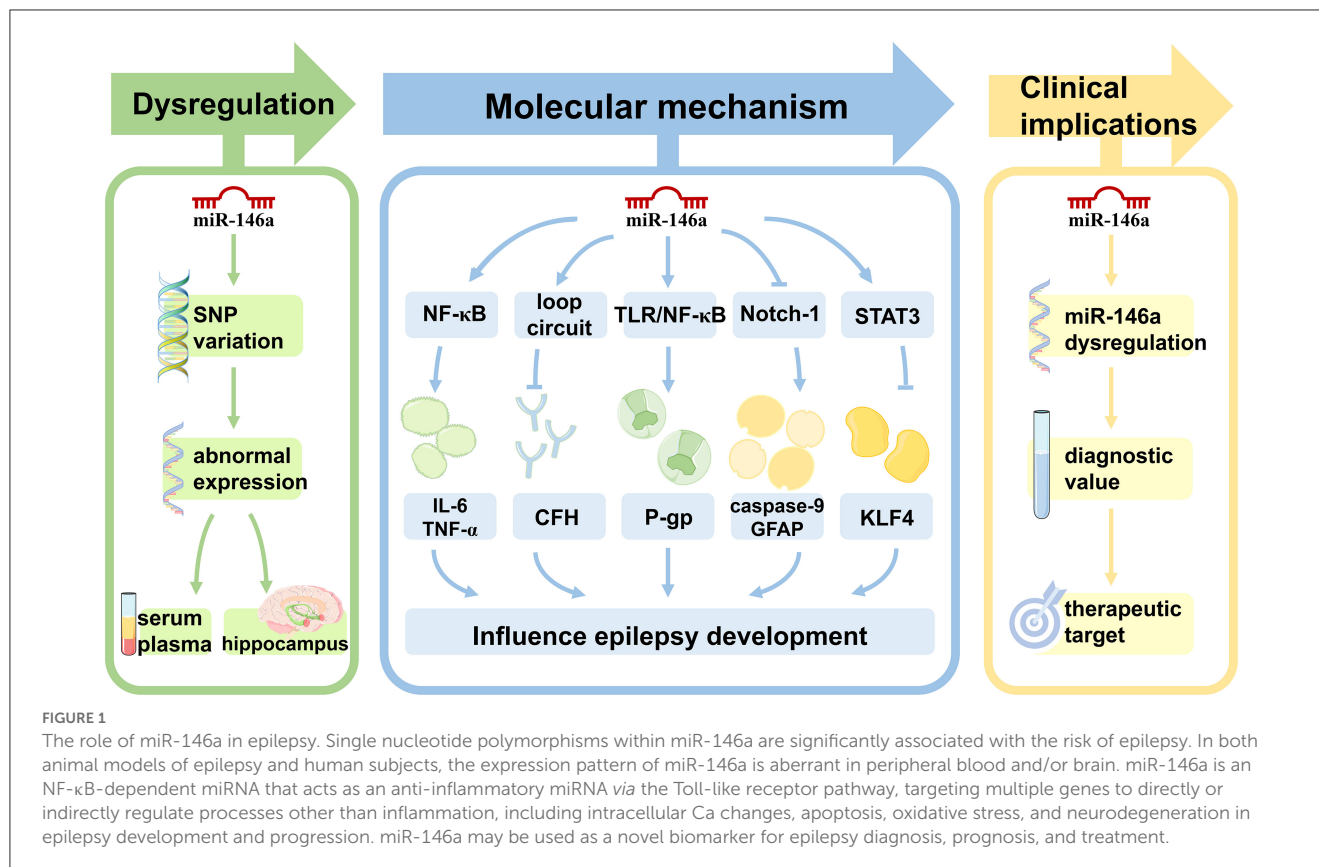 Dysregulation
Molecular mechanism
Clinical
implications
miR-146a
SNP
variation
abnormal
expression
serum
plasma
hippocampus
miR-146a
NF-κB
loop
circuit
TLR/NF-κB
Notch-1
STAT3
IL-6
TNF-α
CFH
P-gp
caspase-9
GFAP
KLF4
Influence epilepsy development
miR-146a
miR-146a
dysregulation
diagnostic
value
therapeutic
target
FIGURE 1
The role of miR-146a in epilepsy. Single nucleotide polymorphisms within miR-146a are significantly associated with the risk of epilepsy. In both
animal models of epilepsy and human subjects, the expression pattern of miR-146a is aberrant in peripheral blood and/or brain. miR-146a is an
NF-κB-dependent miRNA that acts as an anti-inflammatory miRNA via the Toll-like receptor pathway, targeting multiple genes to directly or
indirectly regulate processes other than inflammation, including intracellular Ca changes, apoptosis, oxidative stress, and neurodegeneration in
epilepsy development and progression. miR-146a may be used as a novel biomarker for epilepsy diagnosis, prognosis, and treatment.